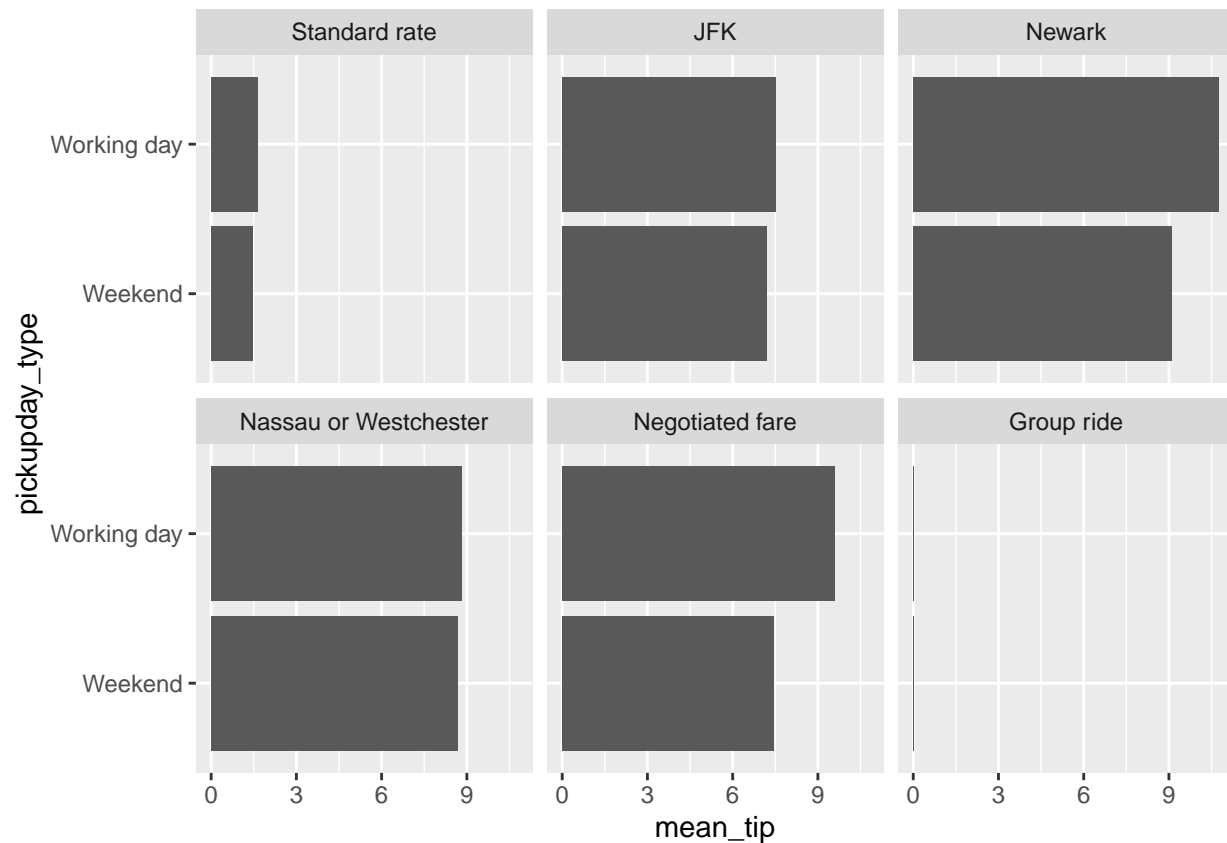 Standard rate
JFK
Newark
Working day
Weekend
Nassau or Westchester
Negotiated fare
Group ride
Working day
Weekend
0 3 6 9
0 3 6 9
0 3 6 9
mean_tip
pickupday_type